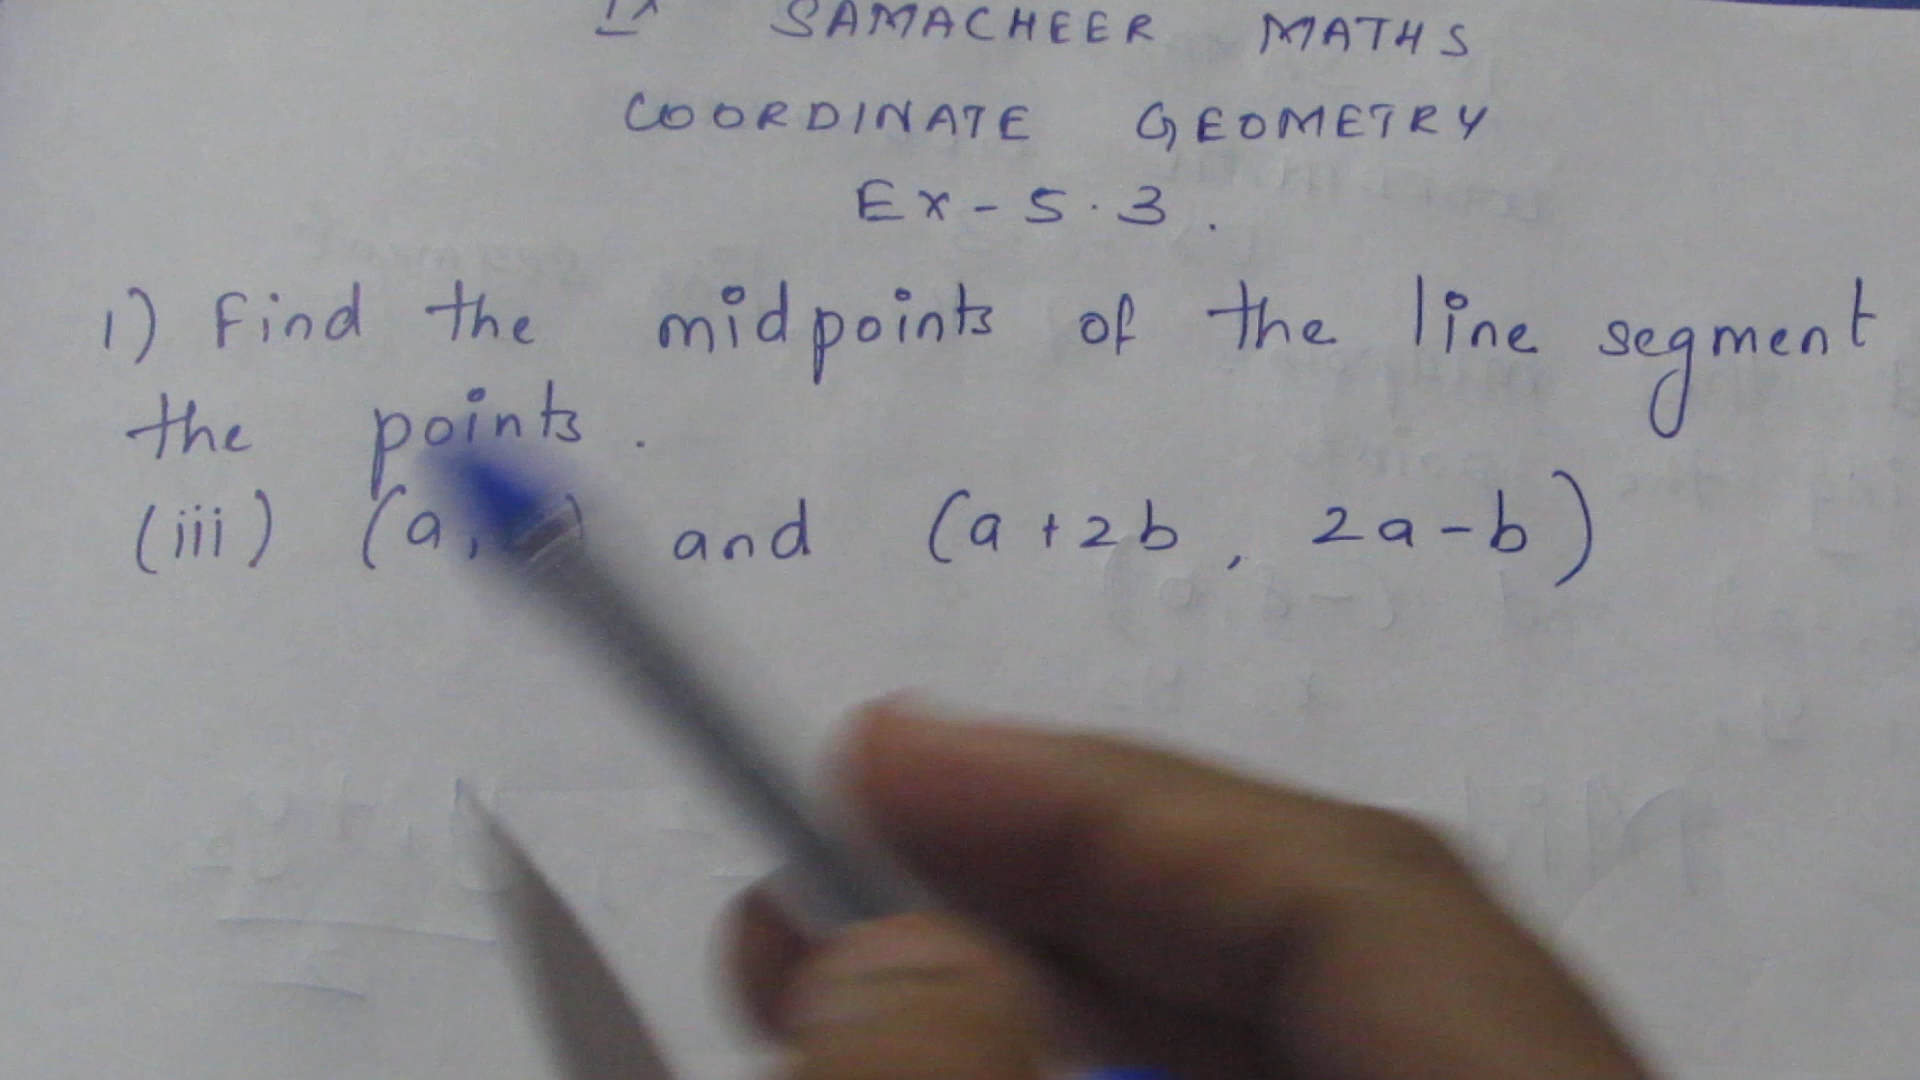 IX SAMACHEER MATHS
COORDINATE GEOMETRY
Ex - 5.3.
1) Find the midpoints of the line segment
the points.
(iii) (a, ) and (a + 2b, 2a - b)